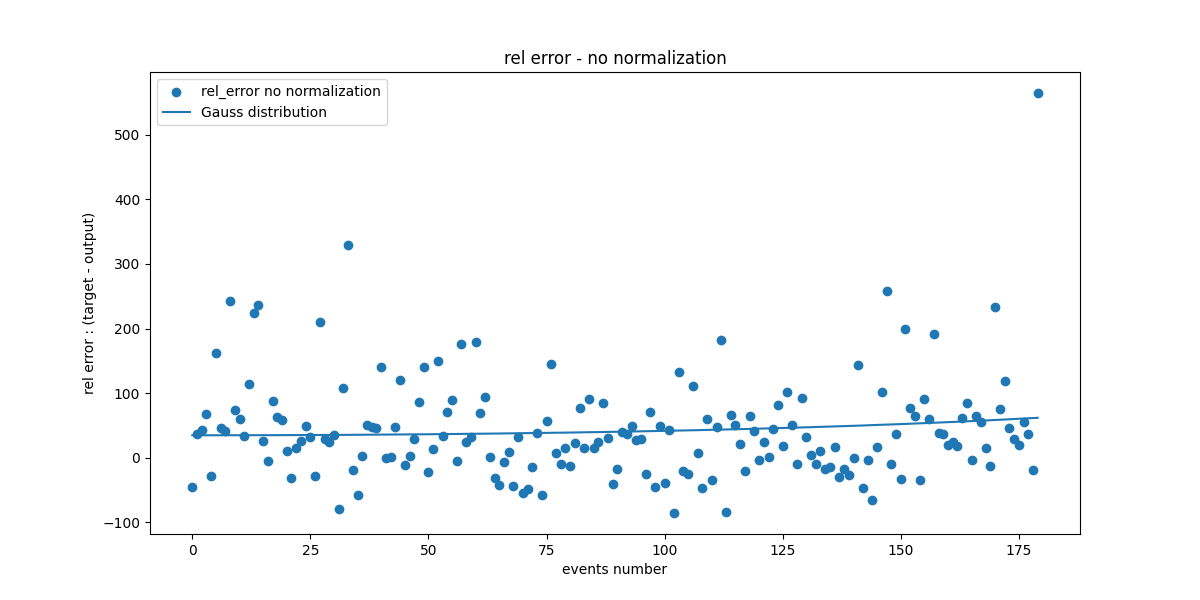 rel error - no normalization
rel_error no normalization
Gauss distribution
rel error : (target - output)
500
400
300
200
100
0
−100
0 25 50 75 100 125 150 175
events number